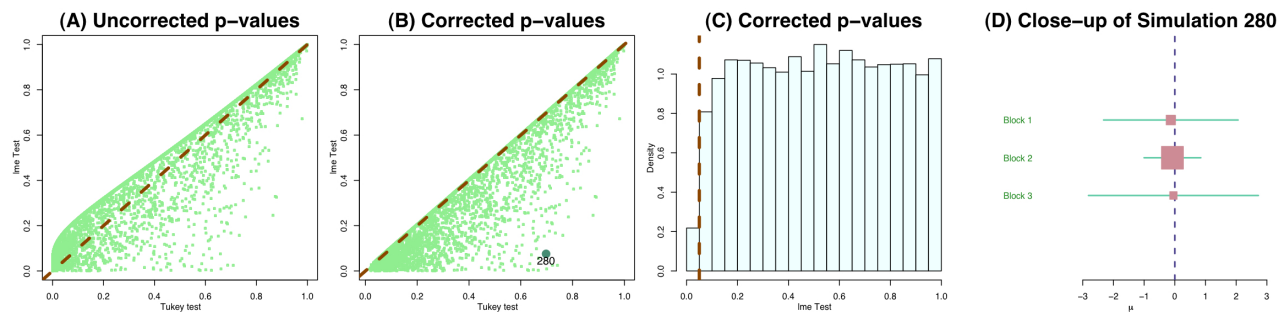 (A) Uncorrected p−values
lme Test
0.0 0.2 0.4 0.6 0.8 1.0
0.0 0.2 0.4 0.6 0.8 1.0
Tukey test
(B) Corrected p−values
lme Test
0.0 0.2 0.4 0.6 0.8 1.0
280
0.0 0.2 0.4 0.6 0.8 1.0
Tukey test
(C) Corrected p−values
Density
0.0 0.2 0.4 0.6 0.8 1.0
0.0 0.2 0.4 0.6 0.8 1.0
lme Test
(D) Close−up of Simulation 280
Block 1
Block 2
Block 3
−3 −2 −1 0 1 2 3
μ